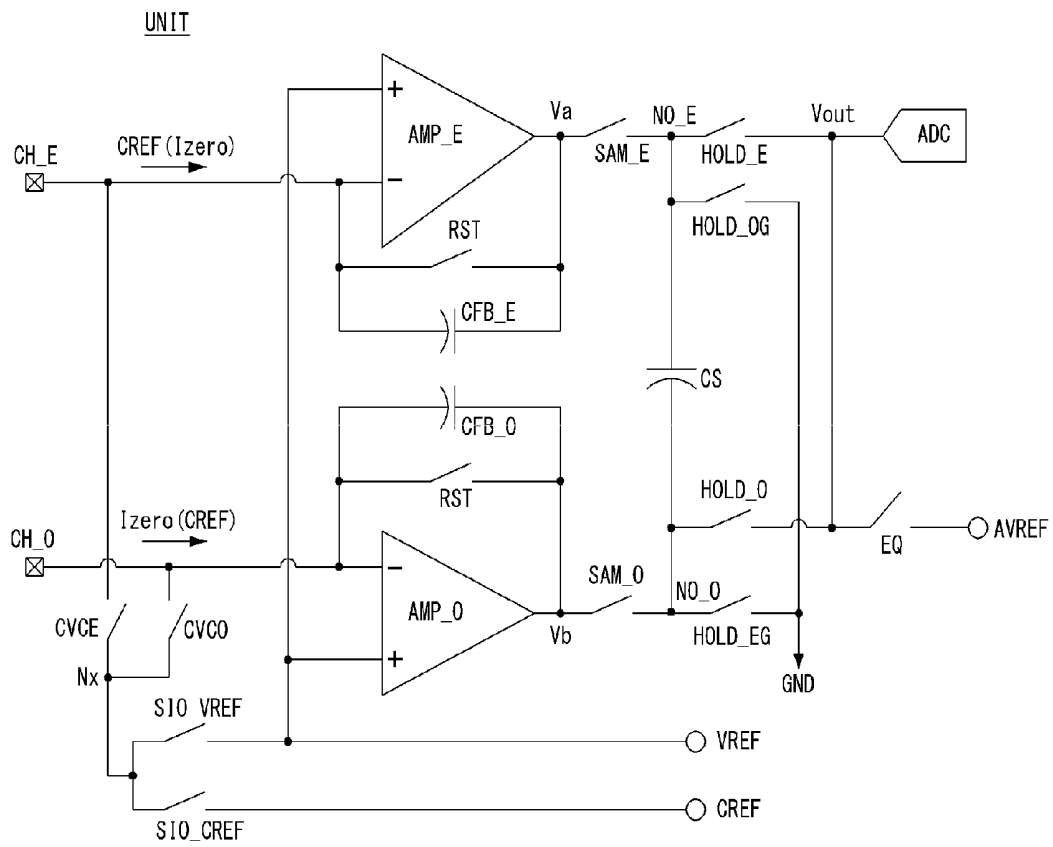 UNIT
Va
NO_E
Vout
ADC
AMP_E
SAM_E
HOLD_E
CH_E
CREF(Izero)
HOLD_OG
RST
CFB_E
CS
CFB_O
RST
HOLD_O
Izero(CREF)
CH_O
EQ
AVREF
SAM_O
NO_O
AMP_O
CVCE
CVCO
Vb
HOLD_EG
Nx
GND
SIO_VREF
VREF
CREF
SIO_CREF
+
−
−
+